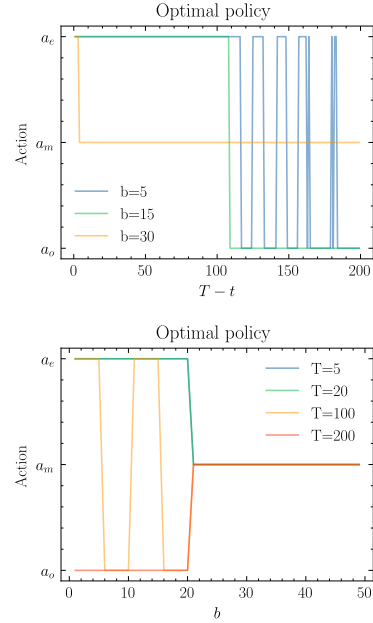 Optimal policy
a_e
a_m
a_o
Action
b=5
b=15
b=30
0 50 100 150 200
T − t
Optimal policy
a_e
a_m
a_o
Action
T=5
T=20
T=100
T=200
0 10 20 30 40 50
b